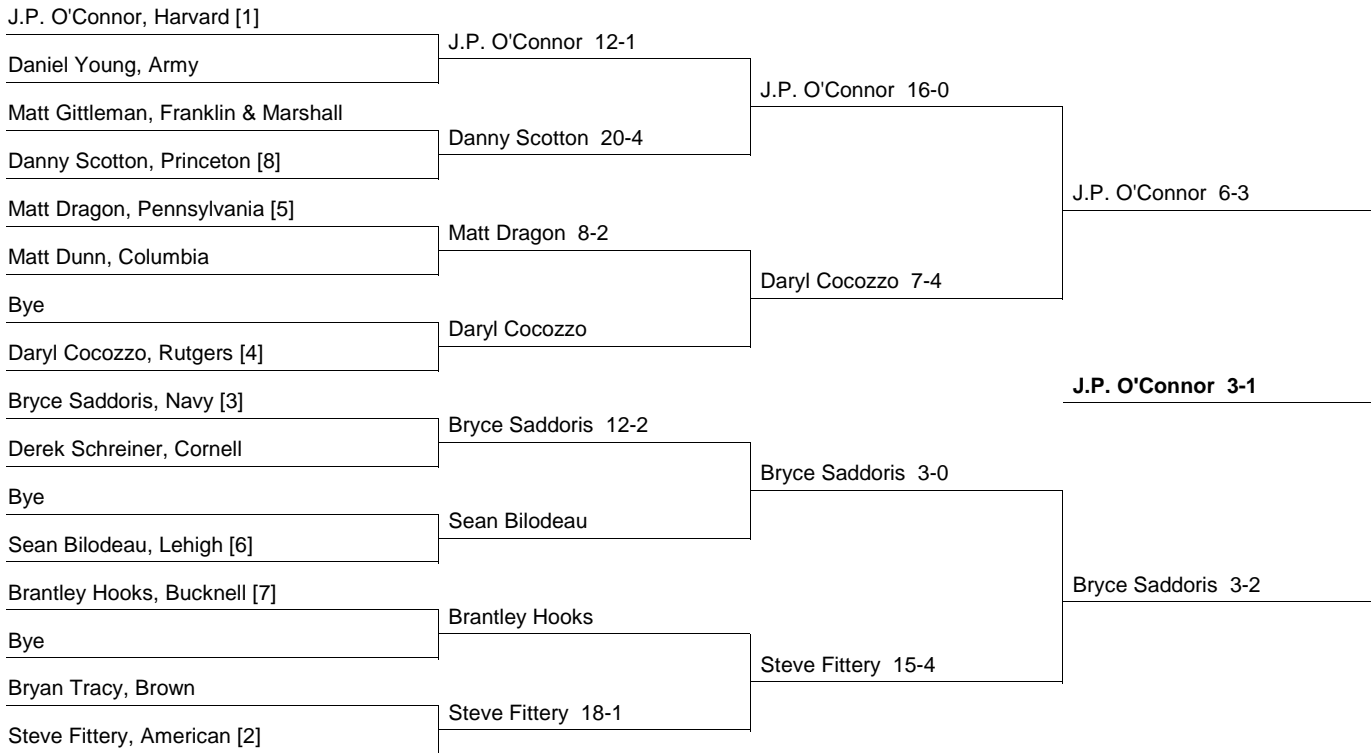 J.P. O'Connor, Harvard [1]
Daniel Young, Army
Matt Gittleman, Franklin & Marshall
Danny Scotton, Princeton [8]
Matt Dragon, Pennsylvania [5]
Matt Dunn, Columbia
Bye
Daryl Cocozzo, Rutgers [4]
Bryce Saddoris, Navy [3]
Derek Schreiner, Cornell
Bye
Sean Bilodeau, Lehigh [6]
Brantley Hooks, Bucknell [7]
Bye
Bryan Tracy, Brown
Steve Fittery, American [2]
J.P. O'Connor 12-1
Danny Scotton 20-4
Matt Dragon 8-2
Daryl Cocozzo
Bryce Saddoris 12-2
Sean Bilodeau
Brantley Hooks
Steve Fittery 18-1
J.P. O'Connor 16-0
Daryl Cocozzo 7-4
Bryce Saddoris 3-0
Steve Fittery 15-4
J.P. O'Connor 6-3
Bryce Saddoris 3-2
J.P. O'Connor 3-1